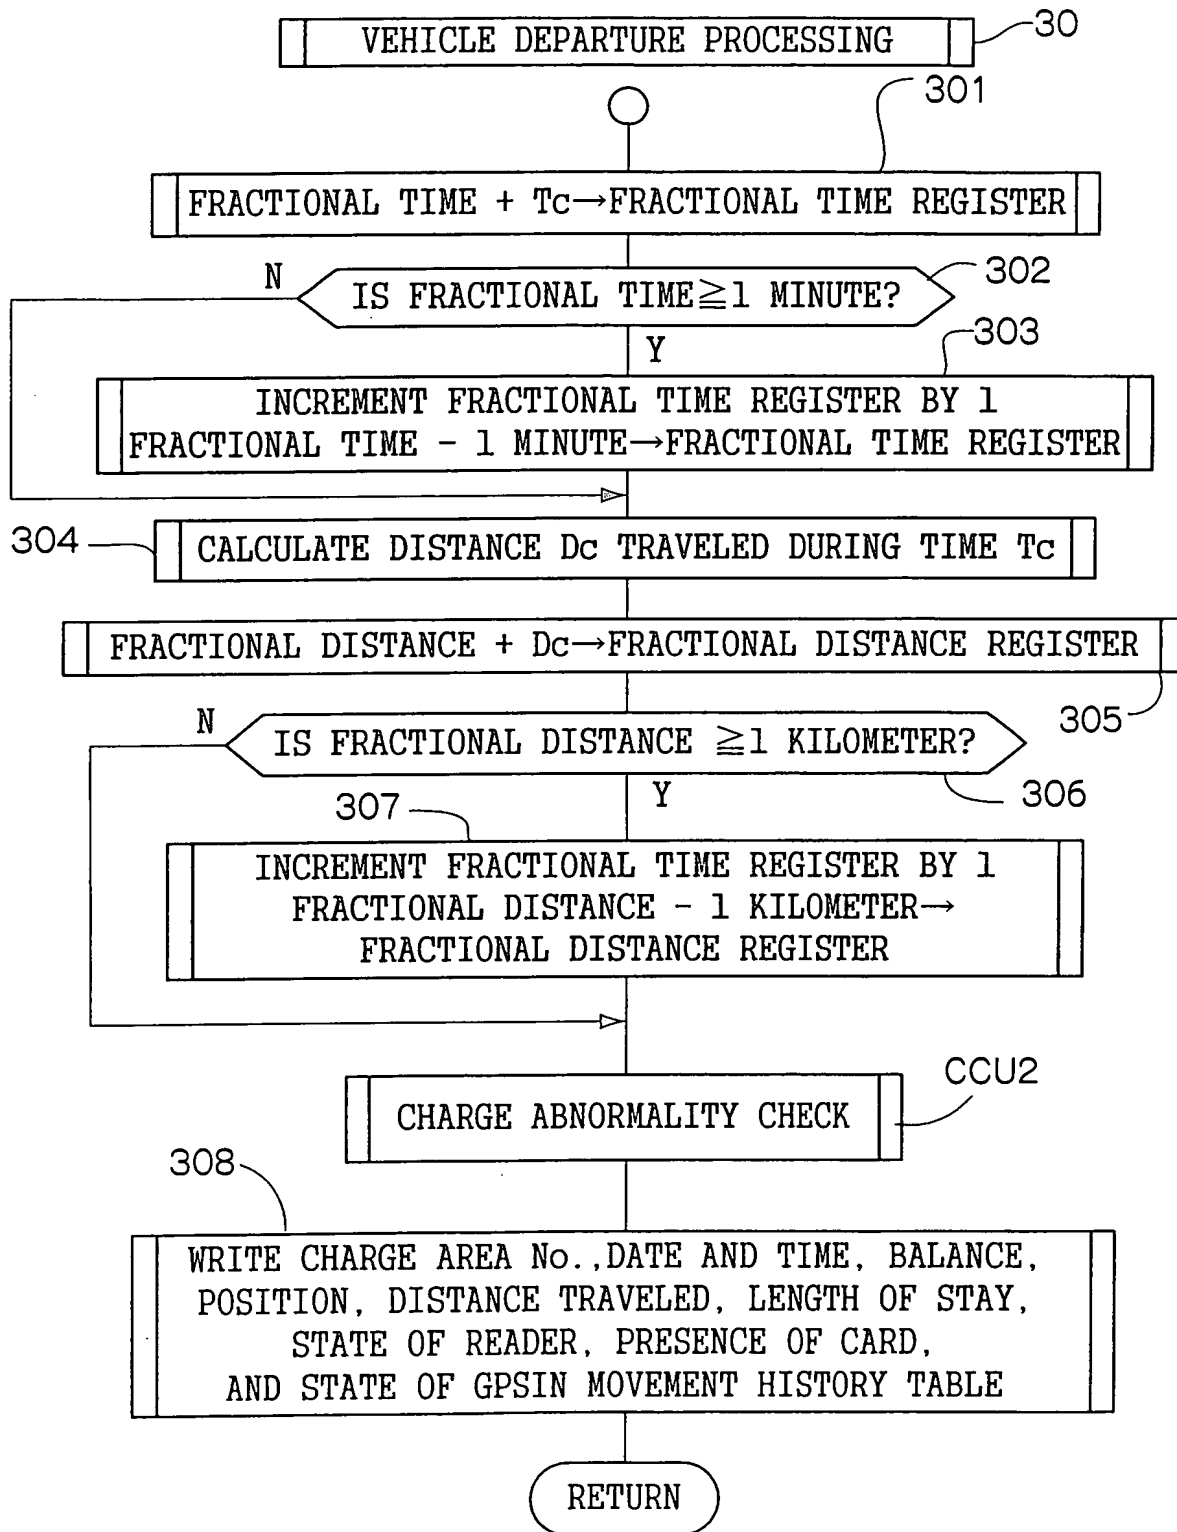 VEHICLE DEPARTURE PROCESSING
30
301
FRACTIONAL TIME + Tc→FRACTIONAL TIME REGISTER
N
IS FRACTIONAL TIME≧1 MINUTE?
302
Y
303
INCREMENT FRACTIONAL TIME REGISTER BY 1
FRACTIONAL TIME - 1 MINUTE→FRACTIONAL TIME REGISTER
304
CALCULATE DISTANCE Dc TRAVELED DURING TIME Tc
FRACTIONAL DISTANCE + Dc→FRACTIONAL DISTANCE REGISTER
305
N
IS FRACTIONAL DISTANCE ≧1 KILOMETER?
306
Y
307
INCREMENT FRACTIONAL TIME REGISTER BY 1
FRACTIONAL DISTANCE - 1 KILOMETER→
FRACTIONAL DISTANCE REGISTER
CCU2
CHARGE ABNORMALITY CHECK
308
WRITE CHARGE AREA No.,DATE AND TIME, BALANCE,
POSITION, DISTANCE TRAVELED, LENGTH OF STAY,
STATE OF READER, PRESENCE OF CARD,
AND STATE OF GPSIN MOVEMENT HISTORY TABLE
RETURN